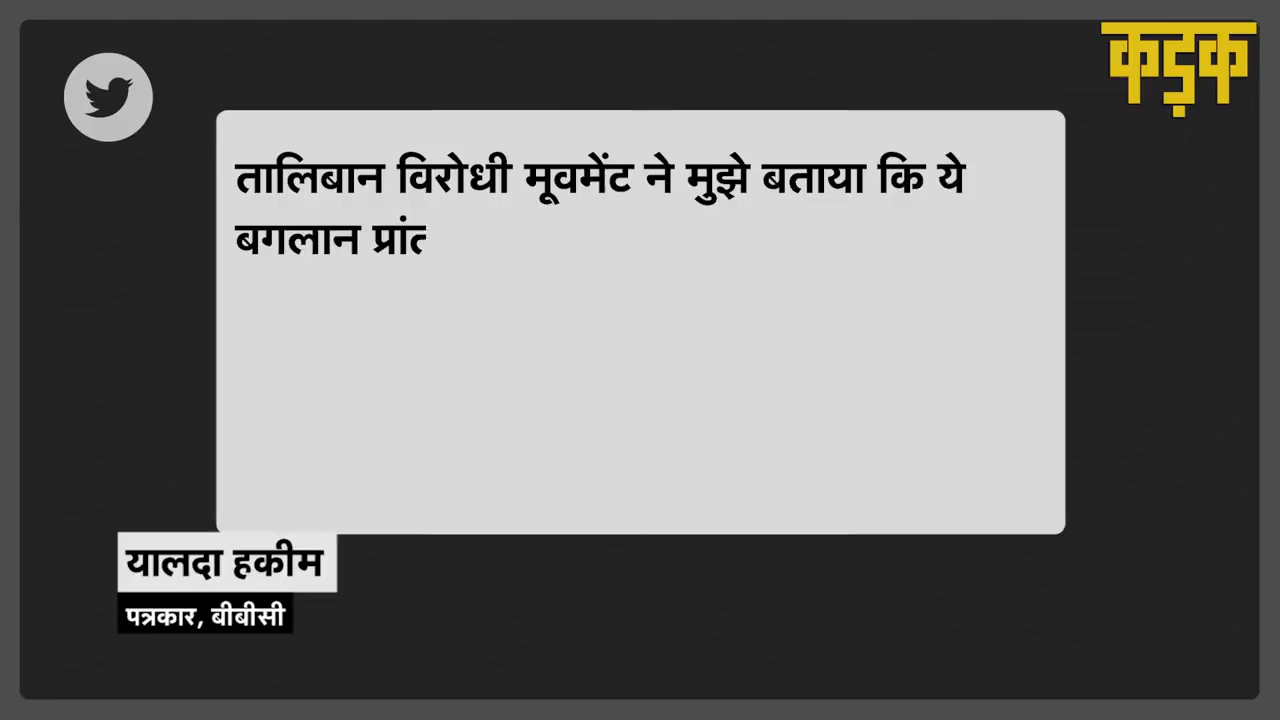 कड़क
तालिबान विरोधी मूवमेंट ने मुझे बताया कि ये
बगलान प्रांत
यालदा हकीम
पत्रकार, बीबीसी